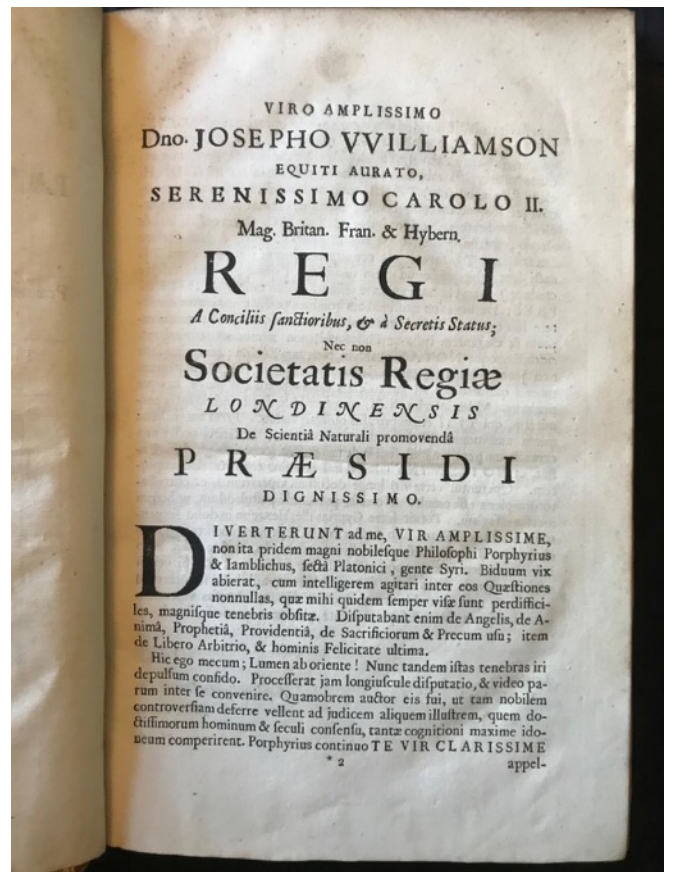 VIRO AMPLISSIMO
Dno. JOSEPHO VVILLIAMSON
EQUITI AURATO,
SERENISSIMO CAROLO II.
Mag. Britan. Fran. & Hybern.
REGI
A Conciliis ſanctioribus, & à Secretis Status;
Nec non
Societatis Regiæ
LONDINENSIS
De Scientiâ Naturali promovendâ
PRÆSIDI
DIGNISSIMO.
DIVERTERUNT ad me, VIR AMPLISSIME,
non ita pridem magni nobileſque Philoſophi Porphyrius
& Iamblichus, ſectâ Platonici, gente Syri. Biduum vix
abierat, cum intelligerem agitari inter eos Quæſtiones
nonnullas, quæ mihi quidem ſemper viſæ ſunt perdiffici-
les, magniſque tenebris obſitæ. Diſputabant enim de Angelis, de A-
nimâ, Prophetiâ, Providentiâ, de Sacrificiorum & Precum uſu; item
de Libero Arbitrio, & hominis Felicitate ultima.
Hic ego mecum; Lumen ab oriente! Nunc tandem iſtas tenebras iri
depulſum confido. Proceſſerat jam longiuſcule diſputatio, & video pa-
rum inter ſe convenire. Quamobrem auctor eis fui, ut tam nobilem
controverſiam deferre vellent ad judicem aliquem illuſtrem, quem do-
ctiſſimorum hominum & ſeculi conſenſu, tantæ cognitioni maxime ido-
neum comperirent. Porphyrius continuo TE VIR CLARISSIME
* 2 appel-